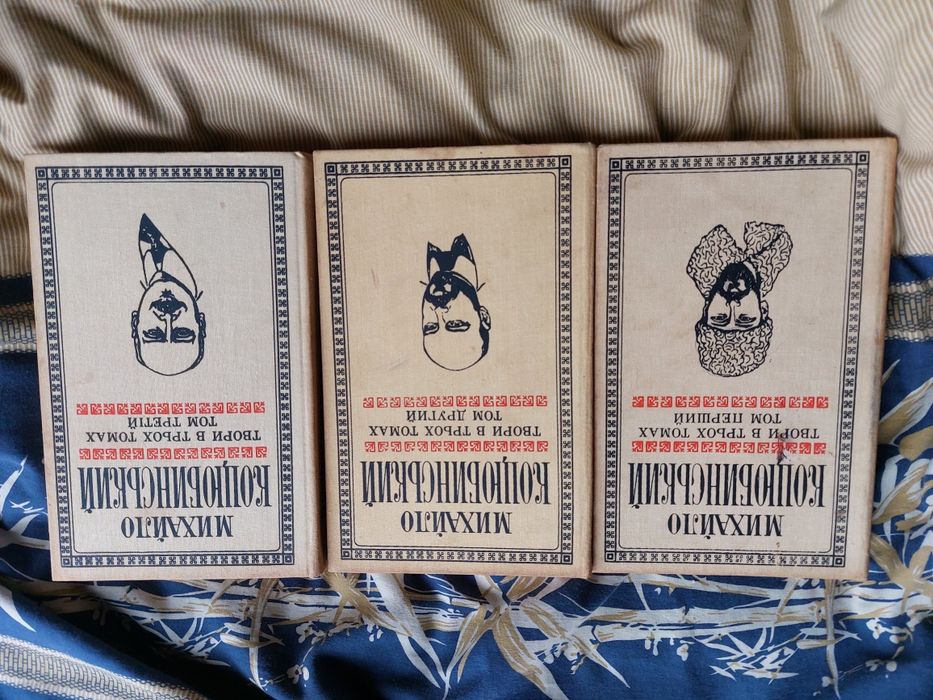 МИХАЙЛО
КОЦЮБИНСЬКИЙ
ТВОРИ В ТРЬОХ ТОМАХ
ТОМ ПЕРШИЙ
МИХАЙЛО
КОЦЮБИНСЬКИЙ
ТВОРИ В ТРЬОХ ТОМАХ
ТОМ ДРУГИЙ
МИХАЙЛО
КОЦЮБИНСЬКИЙ
ТВОРИ В ТРЬОХ ТОМАХ
ТОМ ТРЕТІЙ